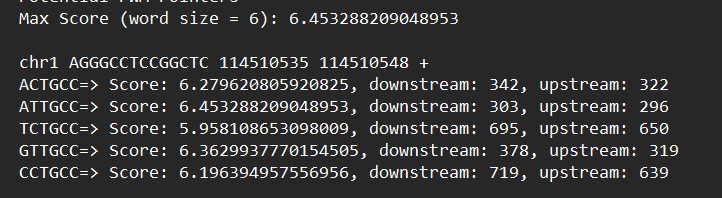 Max Score (word size = 6): 6.453288209048953
chr1 AGGGCCTCCGGCTC 114510535 114510548 +
ACTGCC=> Score: 6.279620805920825, downstream: 342, upstream: 322
ATTGCC=> Score: 6.453288209048953, downstream: 303, upstream: 296
TCTGCC=> Score: 5.958108653098009, downstream: 695, upstream: 650
GTTGCC=> Score: 6.3629937770154505, downstream: 378, upstream: 319
CCTGCC=> Score: 6.196394957556956, downstream: 719, upstream: 639